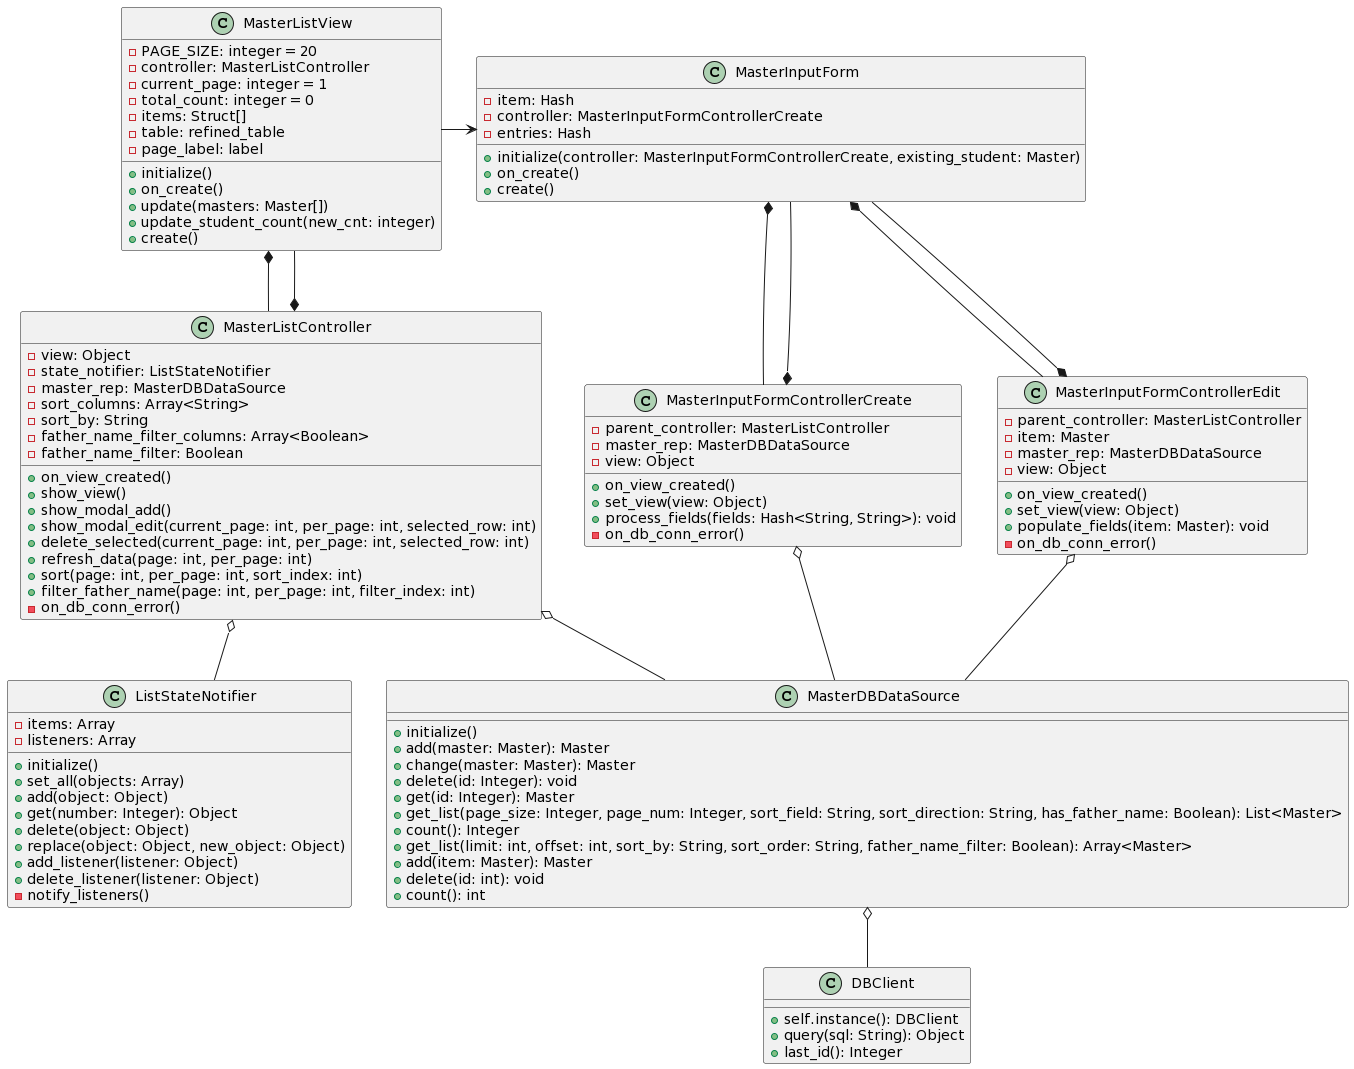 MasterListView
PAGE_SIZE: integer = 20
controller: MasterListController
current_page: integer = 1
total_count: integer = 0
items: Struct[]
table: refined_table
page_label: label
initialize()
on_create()
update(masters: Master[])
update_student_count(new_cnt: integer)
create()
MasterInputForm
item: Hash
controller: MasterInputFormControllerCreate
entries: Hash
initialize(controller: MasterInputFormControllerCreate, existing_student: Master)
on_create()
create()
MasterListController
view: Object
state_notifier: ListStateNotifier
master_rep: MasterDBDataSource
sort_columns: Array<String>
sort_by: String
father_name_filter_columns: Array<Boolean>
father_name_filter: Boolean
on_view_created()
show_view()
show_modal_add()
show_modal_edit(current_page: int, per_page: int, selected_row: int)
delete_selected(current_page: int, per_page: int, selected_row: int)
refresh_data(page: int, per_page: int)
sort(page: int, per_page: int, sort_index: int)
filter_father_name(page: int, per_page: int, filter_index: int)
on_db_conn_error()
MasterInputFormControllerCreate
parent_controller: MasterListController
master_rep: MasterDBDataSource
view: Object
on_view_created()
set_view(view: Object)
process_fields(fields: Hash<String, String>): void
on_db_conn_error()
MasterInputFormControllerEdit
parent_controller: MasterListController
item: Master
master_rep: MasterDBDataSource
view: Object
on_view_created()
set_view(view: Object)
populate_fields(item: Master): void
on_db_conn_error()
ListStateNotifier
items: Array
listeners: Array
initialize()
set_all(objects: Array)
add(object: Object)
get(number: Integer): Object
delete(object: Object)
replace(object: Object, new_object: Object)
add_listener(listener: Object)
delete_listener(listener: Object)
notify_listeners()
MasterDBDataSource
initialize()
add(master: Master): Master
change(master: Master): Master
delete(id: Integer): void
get(id: Integer): Master
get_list(page_size: Integer, page_num: Integer, sort_field: String, sort_direction: String, has_father_name: Boolean): List<Master>
count(): Integer
get_list(limit: int, offset: int, sort_by: String, sort_order: String, father_name_filter: Boolean): Array<Master>
add(item: Master): Master
delete(id: int): void
count(): int
DBClient
self.instance(): DBClient
query(sql: String): Object
last_id(): Integer